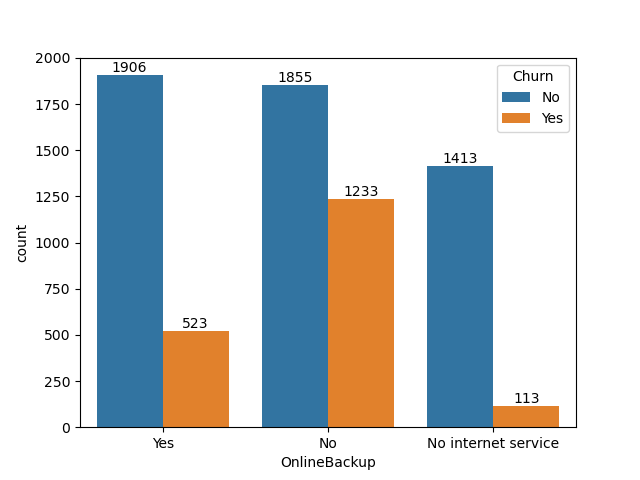 2000
1750
1500
1250
1000
750
500
250
0
count
1906
523
1855
1233
1413
113
Churn
No
Yes
Yes
No
No internet service
OnlineBackup